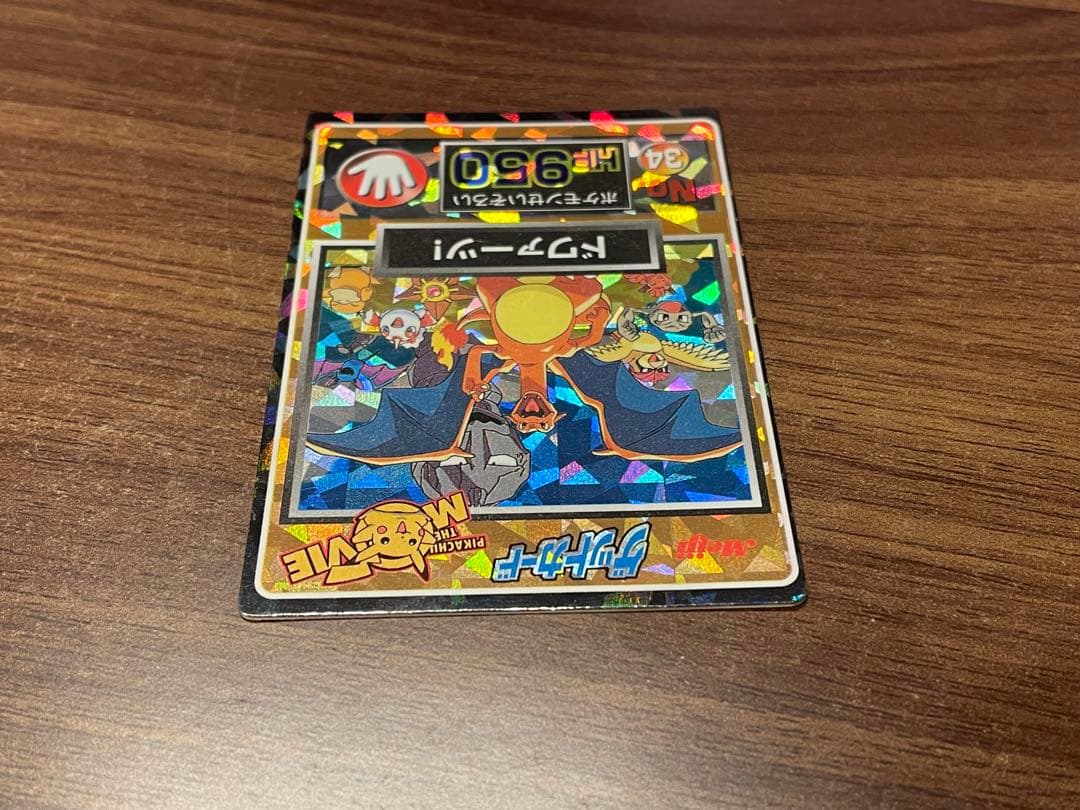 Meiji
ゲットカード
PIKACHU
THE
MOVIE
ドヴァーッ!
No.
34
ポケモンせいぞろい
HP 950